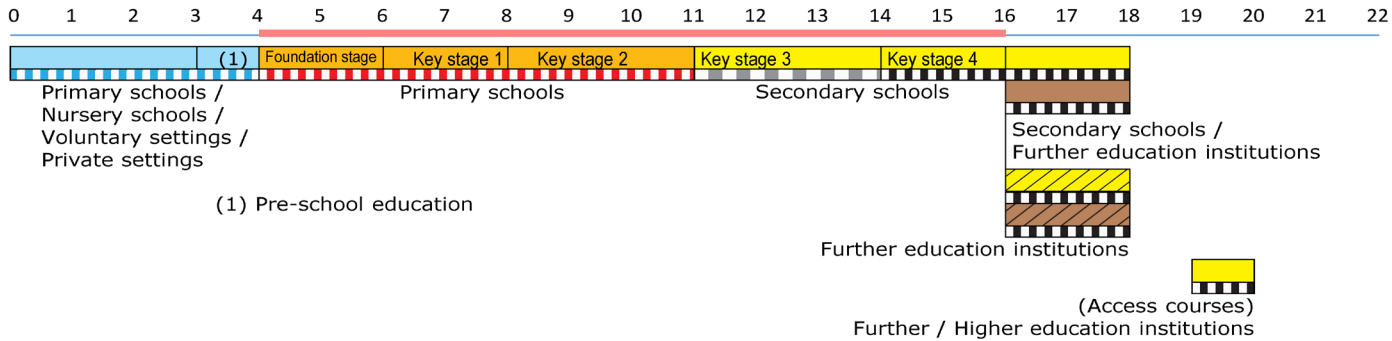 0 1 2 3 4 5 6 7 8 9 10 11 12 13 14 15 16 17 18 19 20 21 22
(1) Foundation stage Key stage 1 Key stage 2 Key stage 3 Key stage 4
Primary schools /
Nursery schools /
Voluntary settings /
Private settings
Primary schools
Secondary schools
Secondary schools /
Further education institutions
(1) Pre-school education
Further education institutions
(Access courses)
Further / Higher education institutions